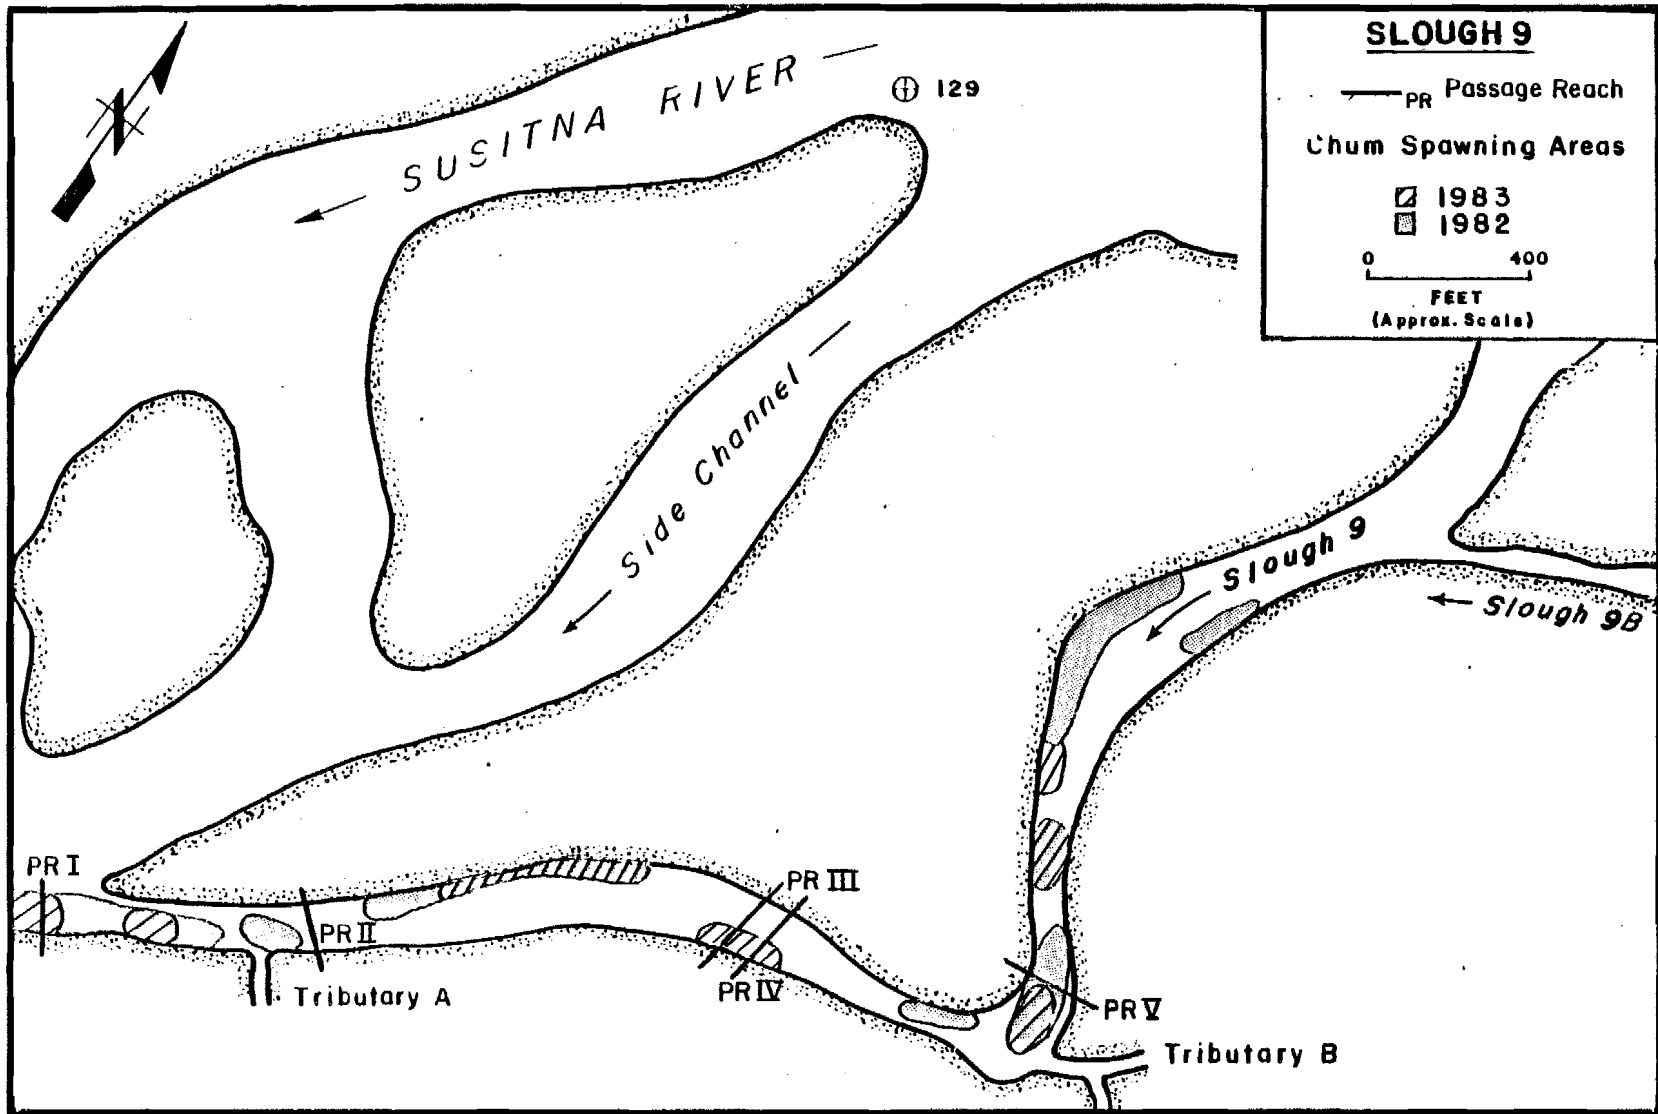 SLOUGH 9
PR Passage Reach
Chum Spawning Areas
1983
1982
0 400
FEET
(Approx. Scale)
SUSITNA RIVER
129
Side Channel
Slough 9
Slough 9B
PR I
PR II
PR III
PR IV
PR V
Tributary A
Tributary B